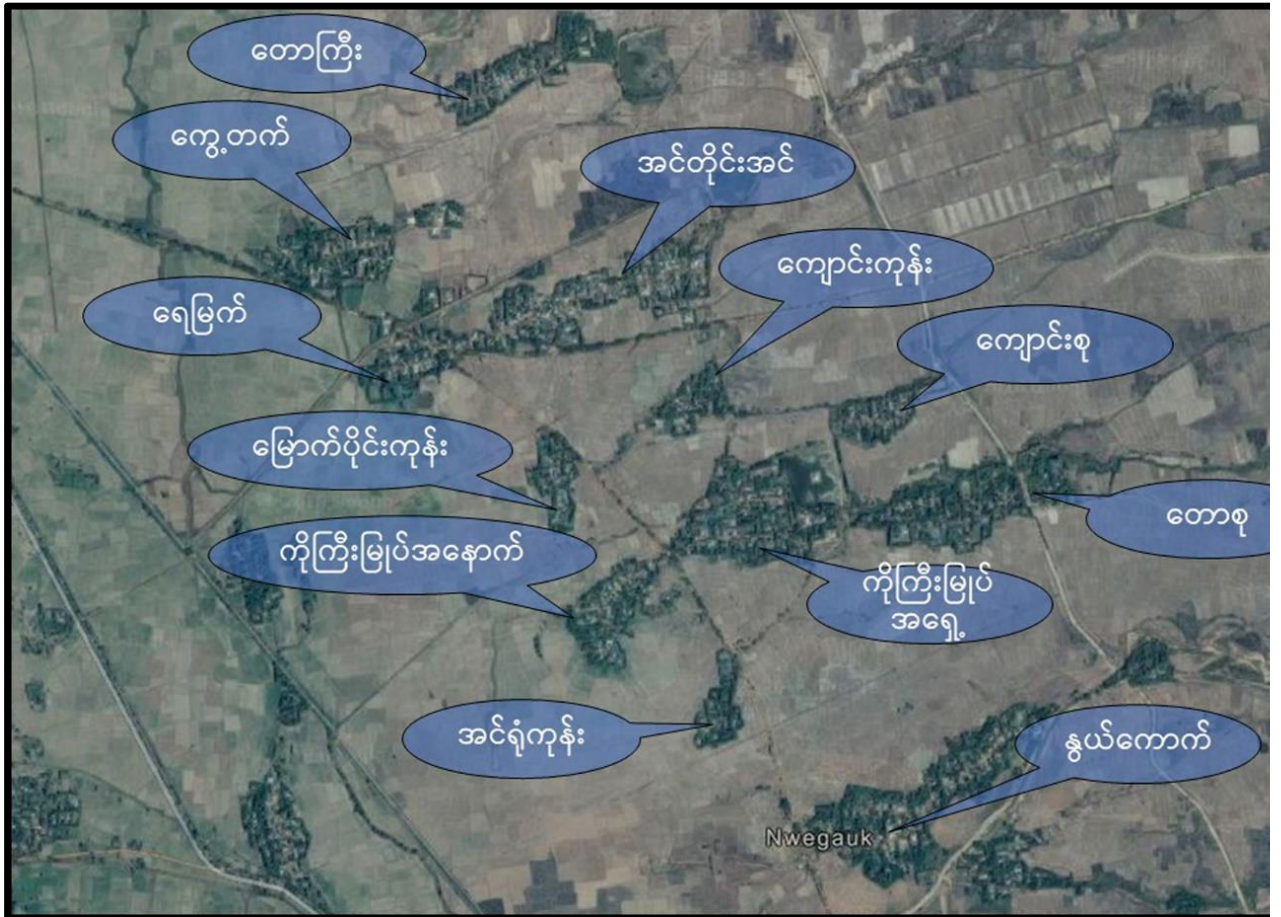 တောကြီး
ကွေ့တက်
အင်တိုင်းအင်
ကျောင်းကုန်း
ရေမြက်
ကျောင်းစု
မြောက်ပိုင်းကုန်း
တောစု
ကိုကြီးမြုပ်အနောက်
ကိုကြီးမြုပ်
အရှေ့
အင်ရုံကုန်း
နွယ်ကောက်
Nwegauk